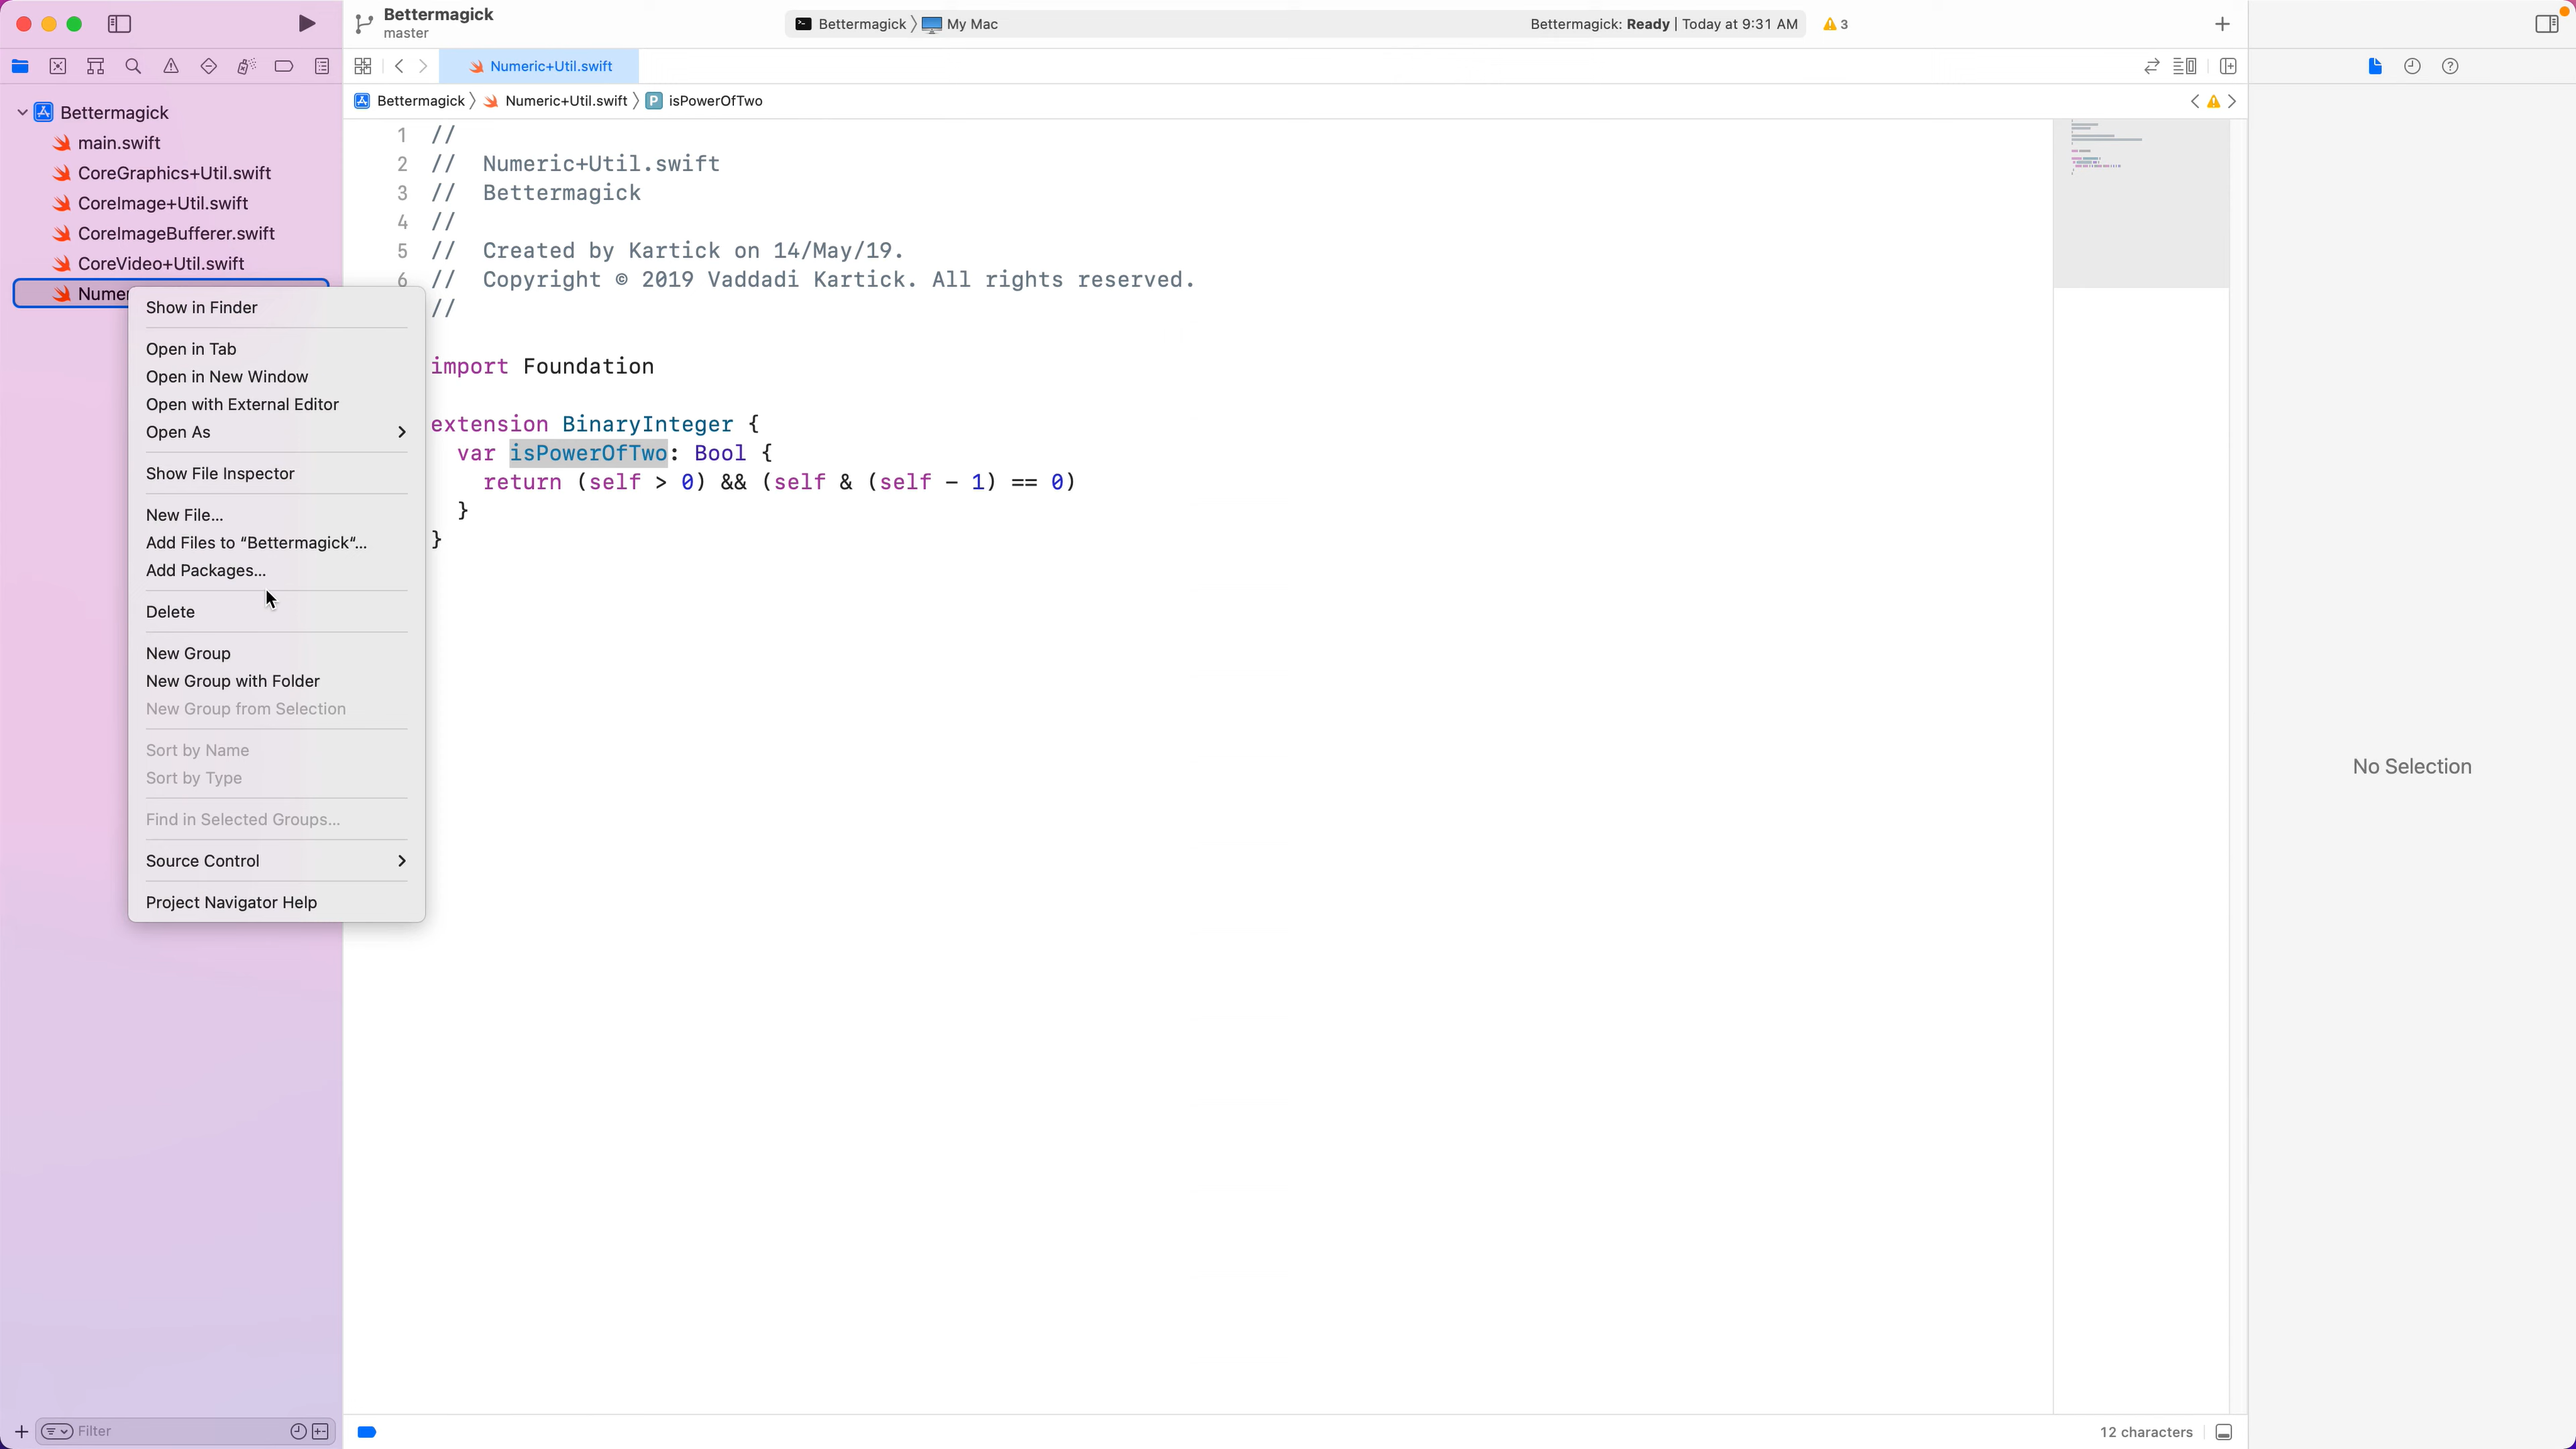 Bettermagick
master
Bettermagick 〉 My Mac
Bettermagick: Ready | Today at 9:31 AM
3
Numeric+Util.swift
Bettermagick 〉 Numeric+Util.swift 〉 P isPowerOfTwo
Bettermagick
main.swift
CoreGraphics+Util.swift
CoreImage+Util.swift
CoreImageBufferer.swift
CoreVideo+Util.swift
Numer
Show in Finder
Open in Tab
Open in New Window
Open with External Editor
Open As
Show File Inspector
New File...
Add Files to “Bettermagick“...
Add Packages...
Delete
New Group
New Group with Folder
New Group from Selection
Sort by Name
Sort by Type
Find in Selected Groups...
Source Control
Project Navigator Help
1 //
2 //  Numeric+Util.swift
3 //  Bettermagick
4 //
5 //  Created by Kartick on 14/May/19.
6 //  Copyright © 2019 Vaddadi Kartick. All rights reserved.
//
import Foundation
extension BinaryInteger {
  var isPowerOfTwo: Bool {
    return (self > 0) && (self & (self - 1) == 0)
  }
}
No Selection
Filter
12 characters